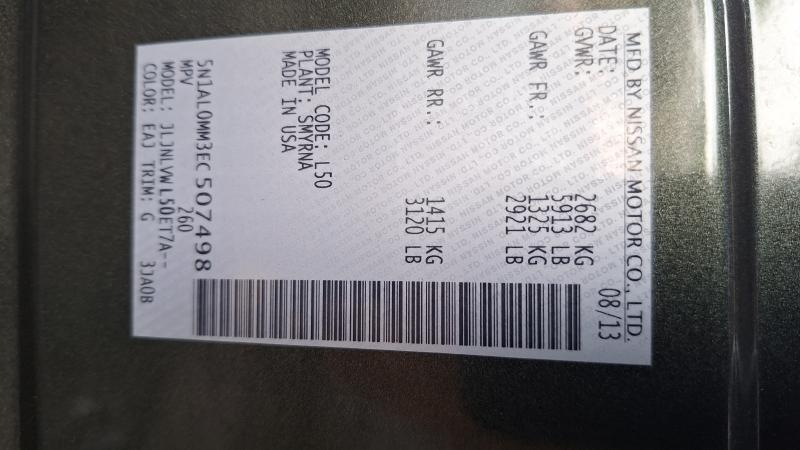 MFD. BY NISSAN MOTOR CO., LTD.
DATE: 08/13
GVWR: 2682 KG
5913 LB
GAWR FR.: 1325 KG
2921 LB
GAWR RR.: 1415 KG
3120 LB
MODEL CODE: L50
PLANT: SMYRNA
MADE IN USA
5N1AL0MM3EC507498
MPV 260
MODEL: JLJNLVWL50ET7A-- 3JA0B
COLOR: EAJ TRIM: G